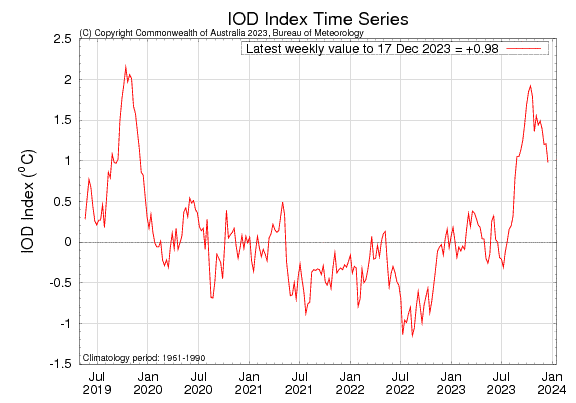 IOD Index Time Series
(C) Copyright Commonwealth of Australia 2023, Bureau of Meteorology
Latest weekly value to 17 Dec 2023 = +0.98
IOD Index (⁰C)
2.5
2
1.5
1
0.5
0
-0.5
-1
-1.5
Climatology period: 1961-1990
Jul Jan Jul Jan Jul Jan Jul Jan Jul Jan
2019 2020 2020 2021 2021 2022 2022 2023 2023 2024